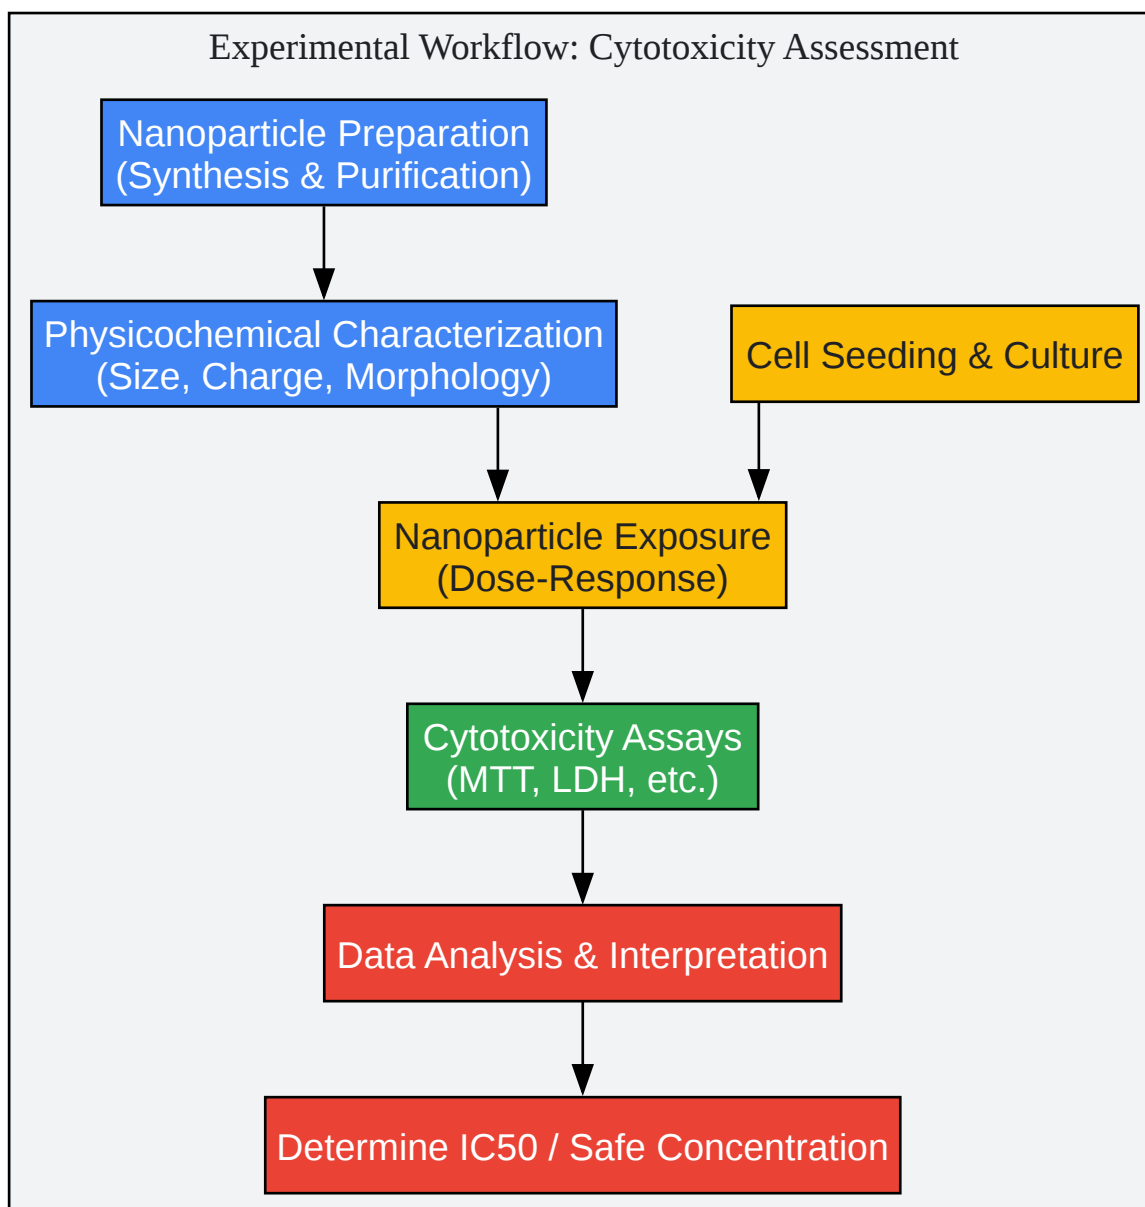 Experimental Workflow: Cytotoxicity Assessment
Nanoparticle Preparation
(Synthesis & Purification)
Physicochemical Characterization
(Size, Charge, Morphology)
Cell Seeding & Culture
Nanoparticle Exposure
(Dose-Response)
Cytotoxicity Assays
(MTT, LDH, etc.)
Data Analysis & Interpretation
Determine IC50 / Safe Concentration